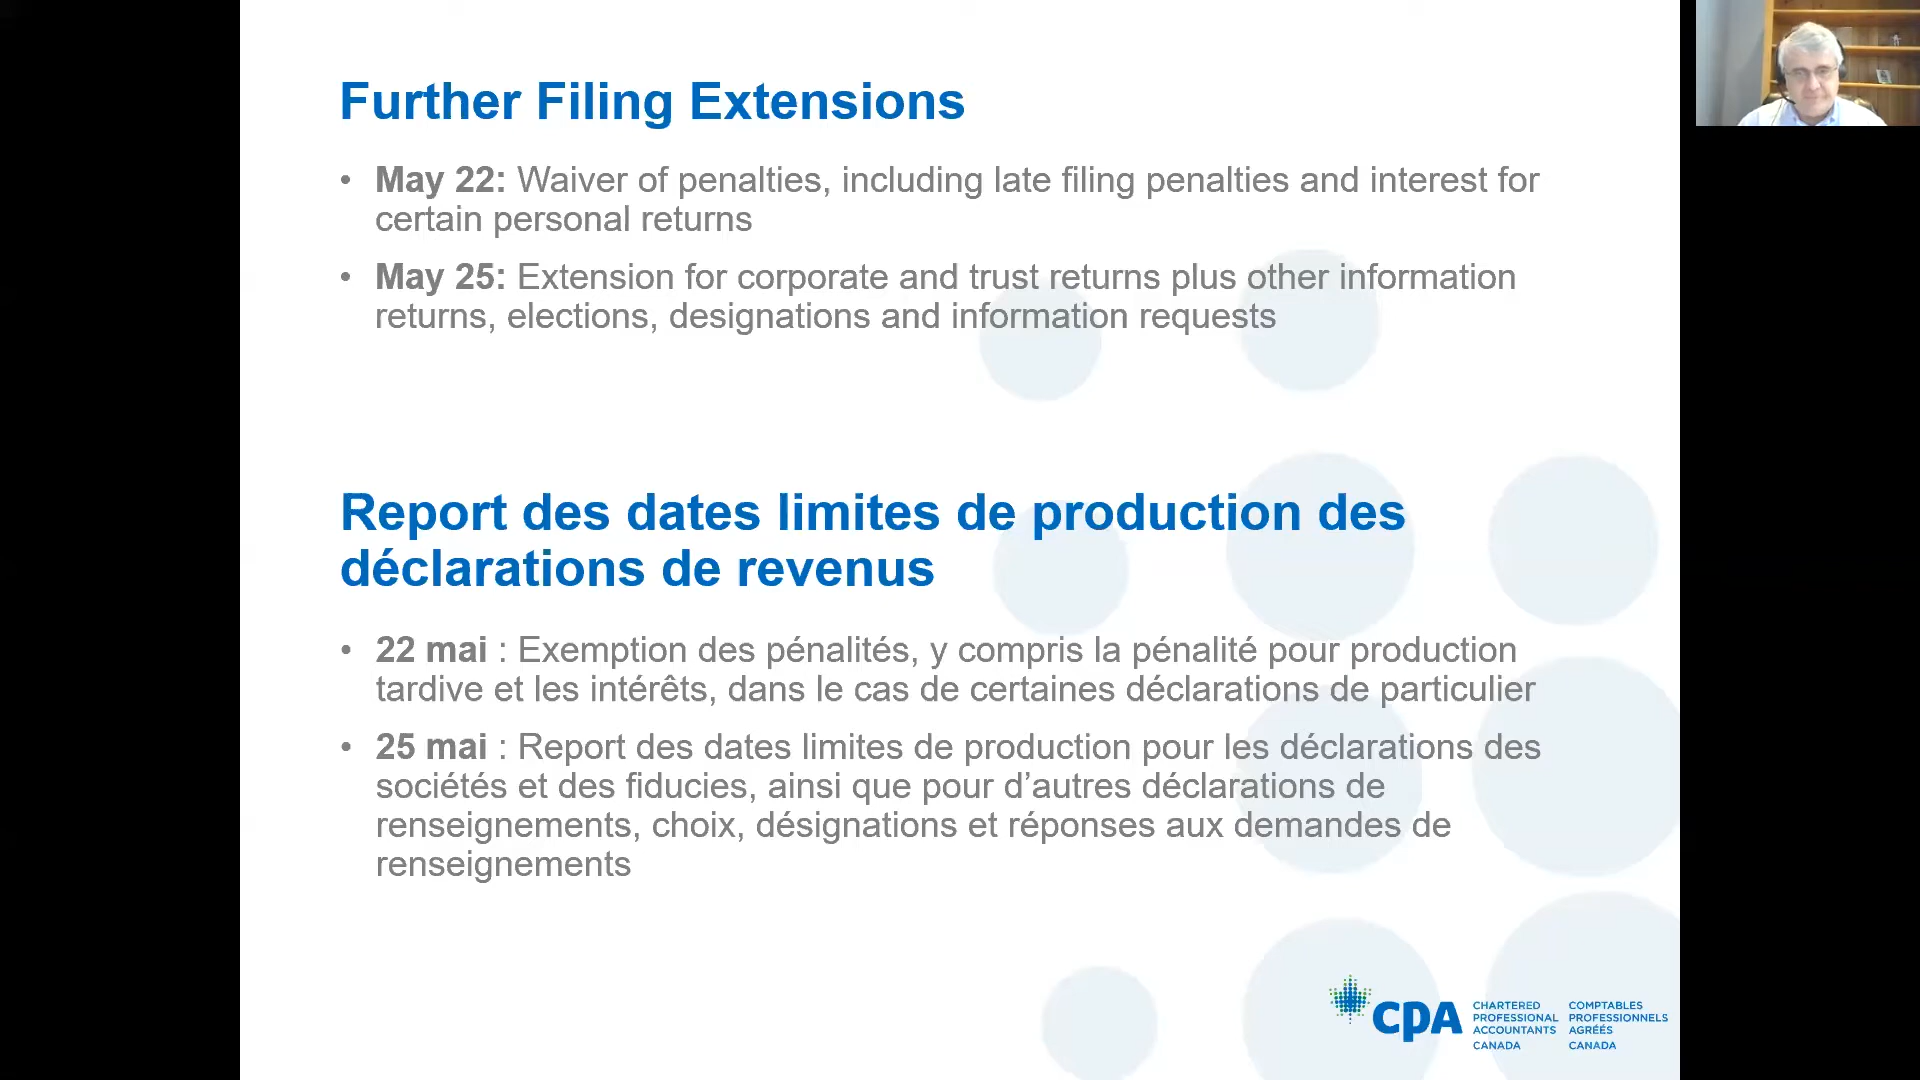 Further Filing Extensions
• May 22: Waiver of penalties, including late filing penalties and interest for
certain personal returns
• May 25: Extension for corporate and trust returns plus other information
returns, elections, designations and information requests
Report des dates limites de production des
déclarations de revenus
• 22 mai : Exemption des pénalités, y compris la pénalité pour production
tardive et les intérêts, dans le cas de certaines déclarations de particulier
• 25 mai : Report des dates limites de production pour les déclarations des
sociétés et des fiducies, ainsi que pour d’autres déclarations de
renseignements, choix, désignations et réponses aux demandes de
renseignements
CPA
CHARTERED
PROFESSIONAL
ACCOUNTANTS
CANADA
COMPTABLES
PROFESSIONNELS
AGRÉÉS
CANADA